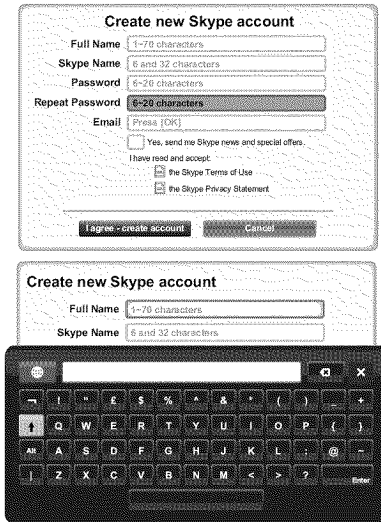 Create new Skype account
Full Name 1~70 characters
Skype Name 6 and 32 characters
Password 6~20 characters
Repeat Password 6~20 characters
Email Press [OK]
Yes, send me Skype news and special offers.
I have read and accept:
the Skype Terms of Use
the Skype Privacy Statement
I agree - create account Cancel
Create new Skype account
Full Name 1~70 characters
Skype Name 6 and 32 characters
¬ ! " £ $ % ^ & * ( ) _ +
Q W E R T Y U I O P { }
Alt A S D F G H J K L : @ ~
| Z X C V B N M < > ? Enter